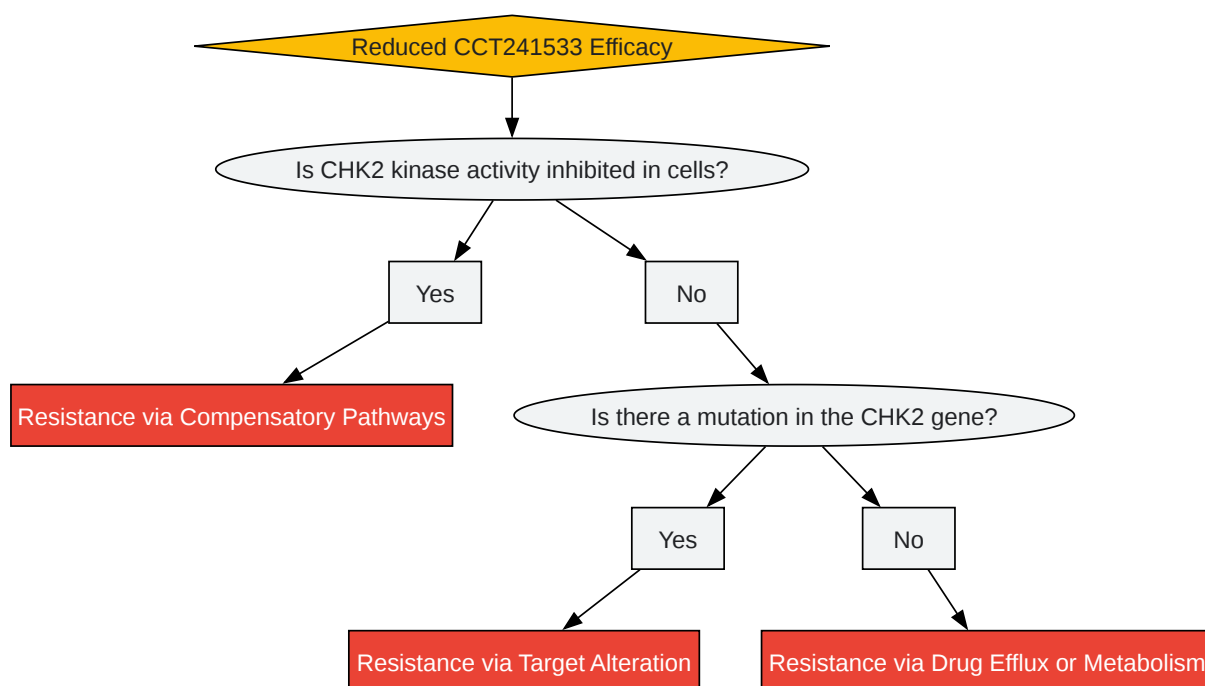 Reduced CCT241533 Efficacy
Is CHK2 kinase activity inhibited in cells?
Yes
No
Resistance via Compensatory Pathways
Is there a mutation in the CHK2 gene?
Yes
No
Resistance via Target Alteration
Resistance via Drug Efflux or Metabolism